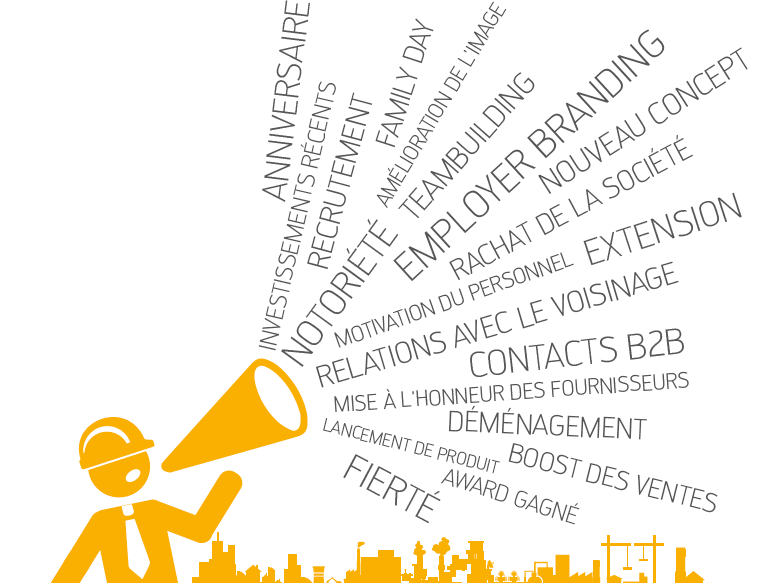 ANNIVERSAIRE
INVESTISSEMENTS RÉCENTS
RECRUTEMENT
FAMILY DAY
NOTORIÉTÉ
AMÉLIORATION DE L'IMAGE
TEAMBUILDING
EMPLOYER BRANDING
NOUVEAU CONCEPT
RACHAT DE LA SOCIÉTÉ
EXTENSION
MOTIVATION DU PERSONNEL
RELATIONS AVEC LE VOISINAGE
CONTACTS B2B
MISE À L'HONNEUR DES FOURNISSEURS
DÉMÉNAGEMENT
LANCEMENT DE PRODUIT
BOOST DES VENTES
AWARD GAGNÉ
FIERTÉ